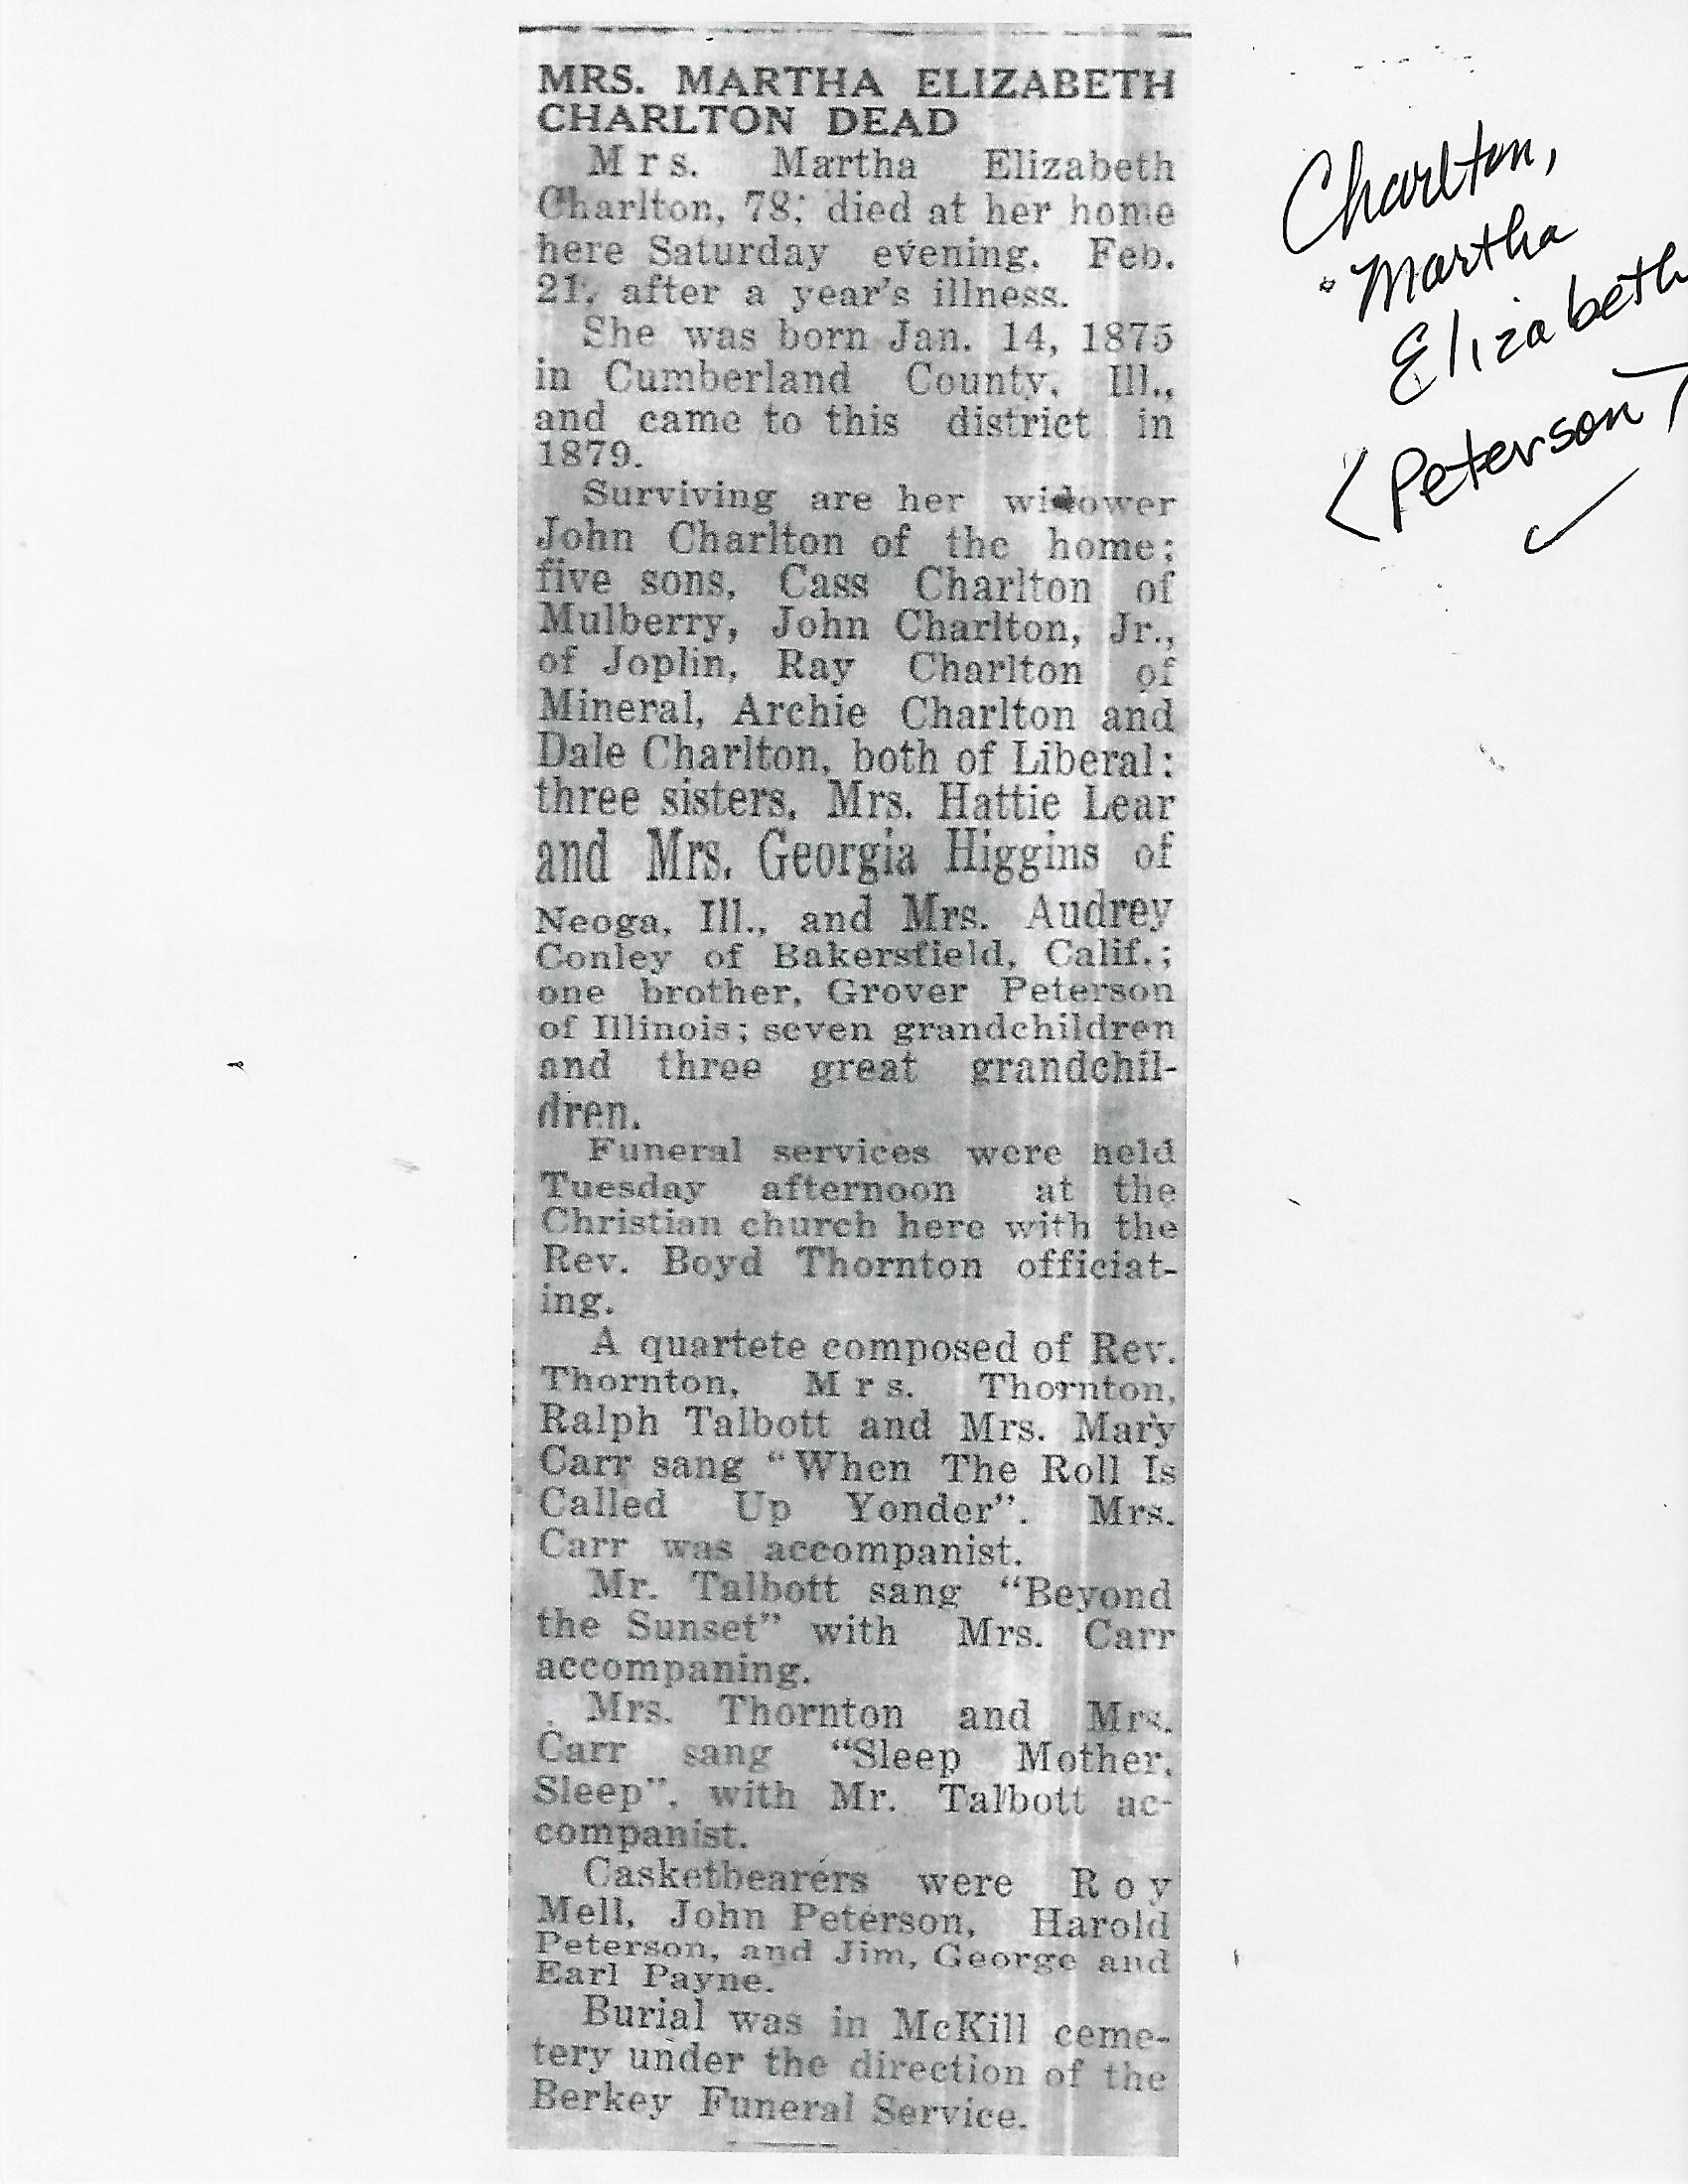 MRS. MARTHA ELIZABETH
CHARLTON DEAD
Mrs. Martha Elizabeth
Charlton, 78, died at her home
here Saturday evening, Feb.
21, after a year's illness.
She was born Jan. 14, 1875
in Cumberland County, Ill.,
and came to this district in
1879.
Surviving are her widower
John Charlton of the home;
five sons, Cass Charlton of
Mulberry, John Charlton, Jr.,
of Joplin, Ray Charlton of
Mineral, Archie Charlton and
Dale Charlton, both of Liberal;
three sisters, Mrs. Hattie Lear
and Mrs. Georgia Higgins of
Neoga, Ill., and Mrs. Audrey
Conley of Bakersfield, Calif.;
one brother, Grover Peterson
of Illinois; seven grandchildren
and three great grandchil-
dren.
Funeral services were held
Tuesday afternoon at the
Christian church here with the
Rev. Boyd Thornton officiat-
ing.
A quartete composed of Rev.
Thornton, Mrs. Thornton,
Ralph Talbott and Mrs. Mary
Carr sang "When The Roll Is
Called Up Yonder". Mrs.
Carr was accompanist.
Mr. Talbott sang "Beyond
the Sunset" with Mrs. Carr
accompaning.
Mrs. Thornton and Mrs.
Carr sang "Sleep Mother,
Sleep", with Mr. Talbott ac-
companist.
Casketbearers were Roy
Mell, John Peterson, Harold
Peterson, and Jim, George and
Earl Payne.
Burial was in McKill ceme-
tery under the direction of the
Berkey Funeral Service.
Charlton,
Martha
Elizabeth
<Peterson>